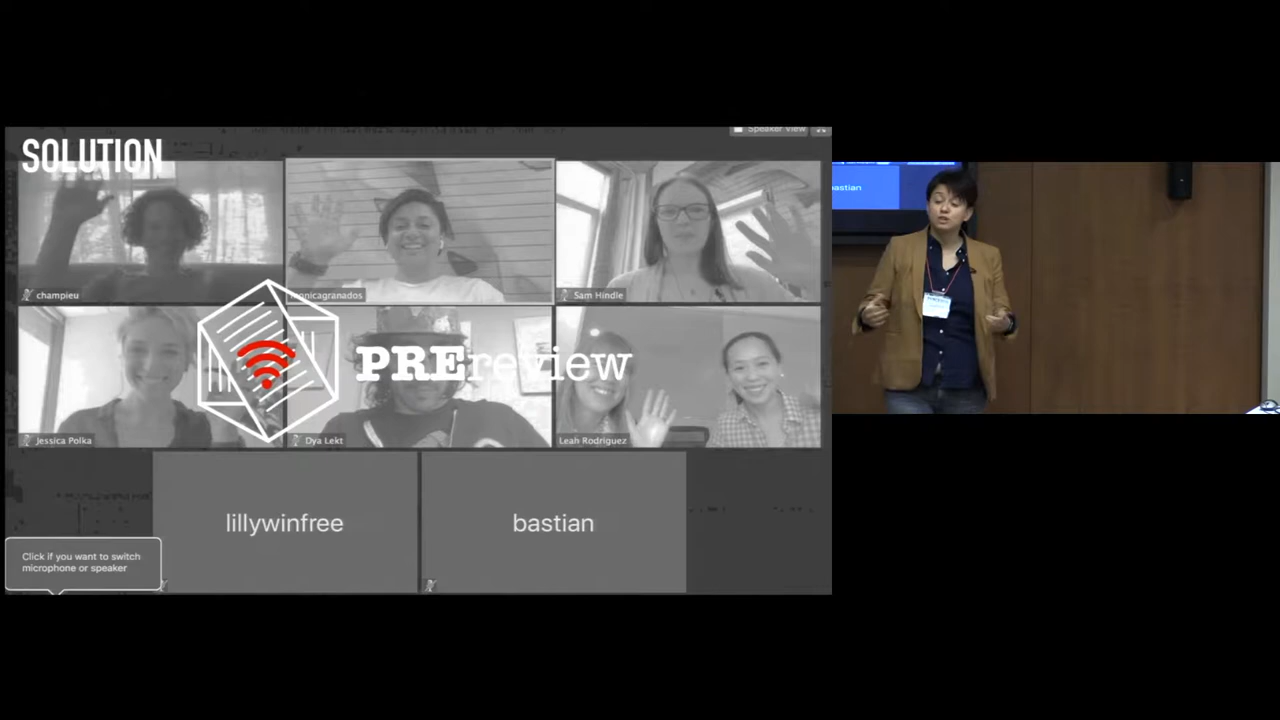 SOLUTION
Speaker View
champieu
monicagranados
Sam Hindle
PREreview
Jessica Polka
Dya Lekt
Leah Rodriguez
lillywinfree
bastian
Click if you want to switch
microphone or speaker
bastian